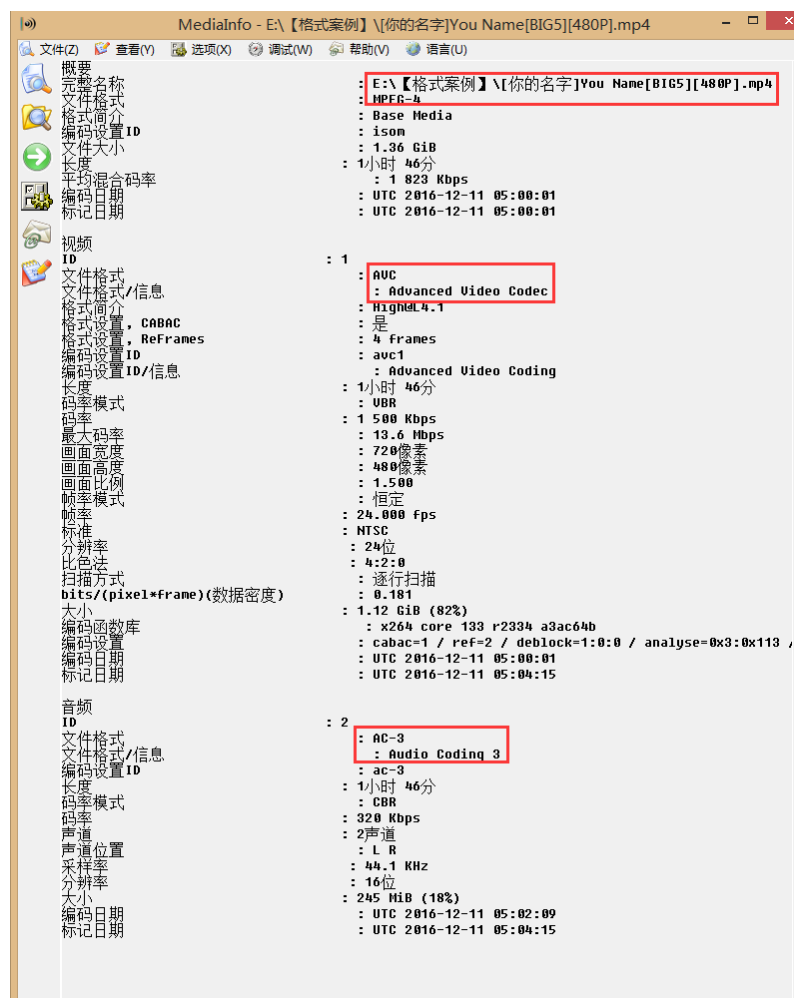 MediaInfo - E:\【格式案例】\[你的名字]You Name[BIG5][480P].mp4
文件(Z) 查看(Y) 选项(X) 调试(W) 帮助(V) 语言(U)
概要
完整名称 : E:\【格式案例】\[你的名字]You Name[BIG5][480P].mp4
文件格式 : MPEG-4
格式简介 : Base Media
编码设置ID : isom
文件大小 : 1.36 GiB
长度 : 1小时 46分
平均混合码率 : 1 823 Kbps
编码日期 : UTC 2016-12-11 05:00:01
标记日期 : UTC 2016-12-11 05:00:01
视频
ID : 1
文件格式 : AVC
文件格式/信息 : Advanced Video Codec
格式简介 : High@L4.1
格式设置, CABAC : 是
格式设置, ReFrames : 4 frames
编码设置ID : avc1
编码设置ID/信息 : Advanced Video Coding
长度 : 1小时 46分
码率模式 : VBR
码率 : 1 500 Kbps
最大码率 : 13.6 Mbps
画面宽度 : 720像素
画面高度 : 480像素
画面比例 : 1.500
帧率模式 : 恒定
帧率 : 24.000 fps
标准 : NTSC
分辨率 : 24位
比色法 : 4:2:0
扫描方式 : 逐行扫描
bits/(pixel*frame)(数据密度) : 0.181
大小 : 1.12 GiB (82%)
编码函数库 : x264 core 133 r2334 a3ac64b
编码设置 : cabac=1 / ref=2 / deblock=1:0:0 / analyse=0x3:0x113 /
编码日期 : UTC 2016-12-11 05:00:01
标记日期 : UTC 2016-12-11 05:04:15
音频
ID : 2
文件格式 : AC-3
文件格式/信息 : Audio Coding 3
编码设置ID : ac-3
长度 : 1小时 46分
码率模式 : CBR
码率 : 320 Kbps
声道 : 2声道
声道位置 : L R
采样率 : 44.1 KHz
分辨率 : 16位
大小 : 245 MiB (18%)
编码日期 : UTC 2016-12-11 05:02:09
标记日期 : UTC 2016-12-11 05:04:15